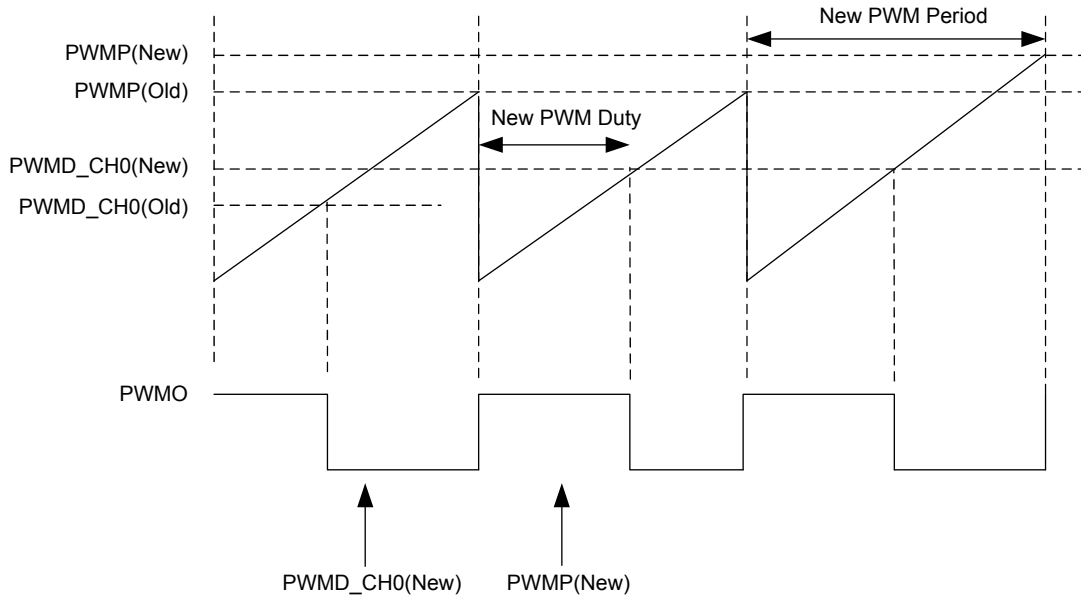 New PWM Period
PWMP(New)
PWMP(Old)
New PWM Duty
PWMD_CH0(New)
PWMD_CH0(Old)
PWMO
PWMD_CH0(New)
PWMP(New)